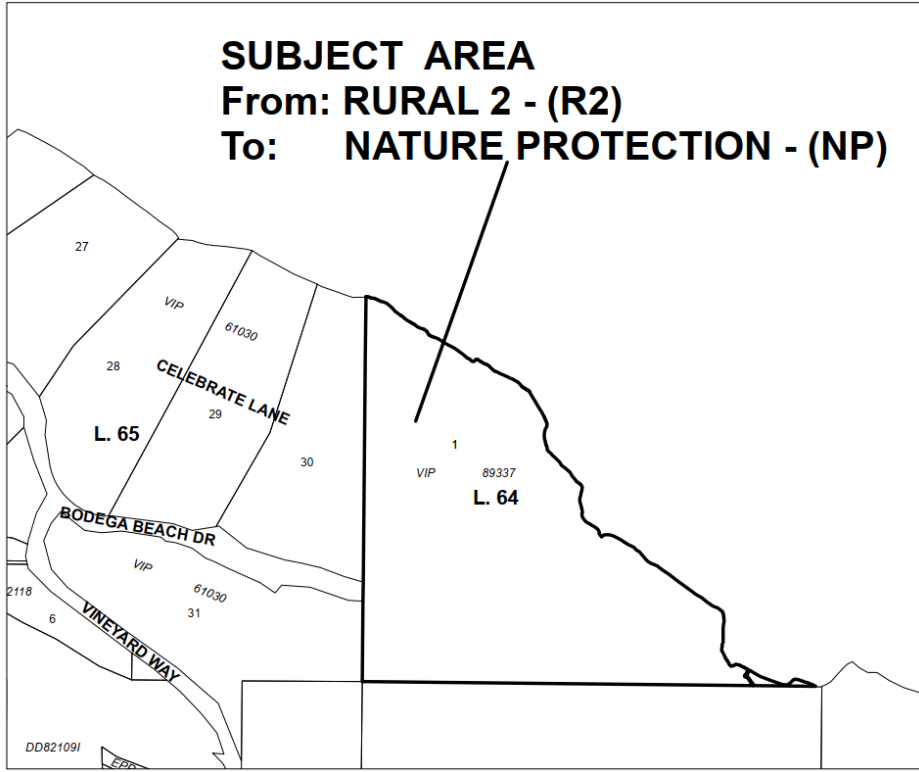 SUBJECT AREA
From: RURAL 2 - (R2)
To: NATURE PROTECTION - (NP)
27
VIP
61030
28
CELEBRATE LANE
29
L. 65
30
1
VIP
89337
L. 64
BODEGA BEACH DR
VIP
61030
31
2118
6
VINEYARD WAY
DD82109I
EPP